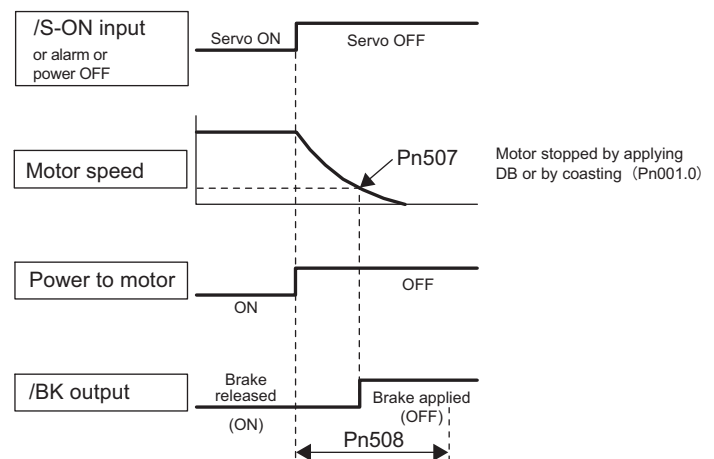 /S-ON input
or alarm or
power OFF
Servo ON
Servo OFF
Motor speed
Pn507
Motor stopped by applying
DB or by coasting (Pn001.0)
Power to motor
ON
OFF
/BK output
Brake
released
(ON)
Brake applied
(OFF)
Pn508